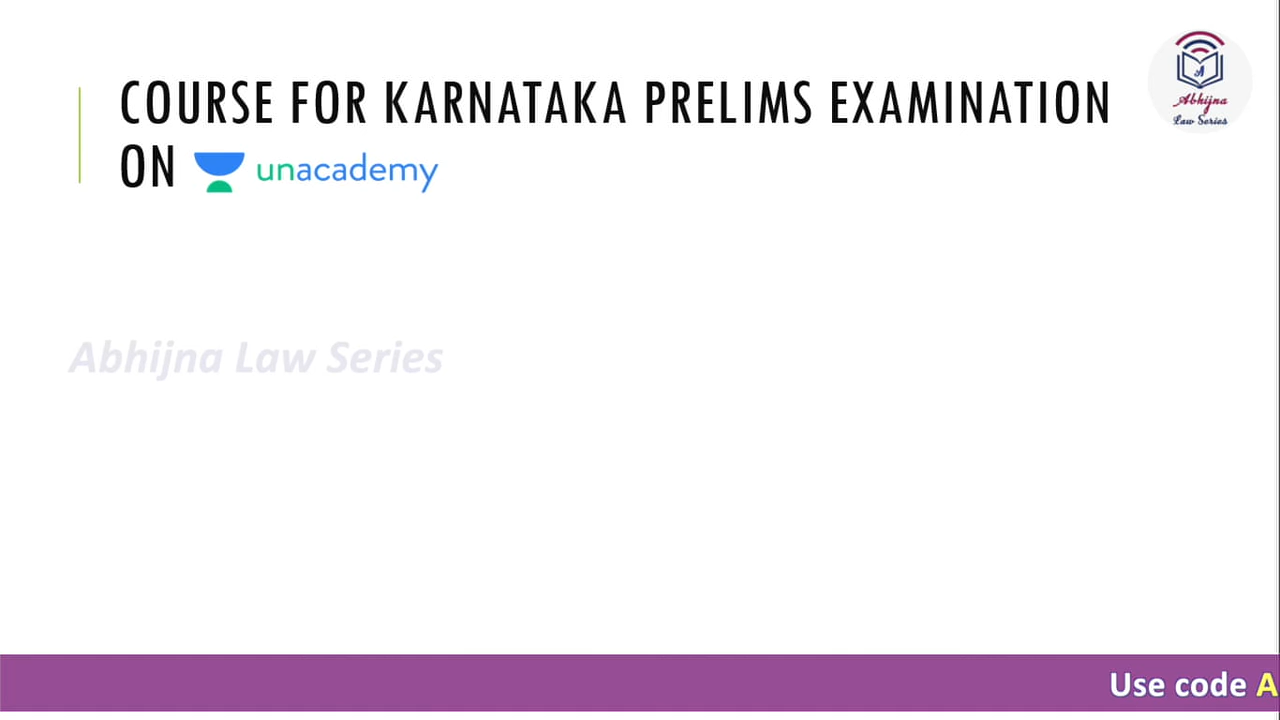 COURSE FOR KARNATAKA PRELIMS EXAMINATION
ON unacademy
A
Abhijna
Law Series
Abhijna Law Series
Use code A